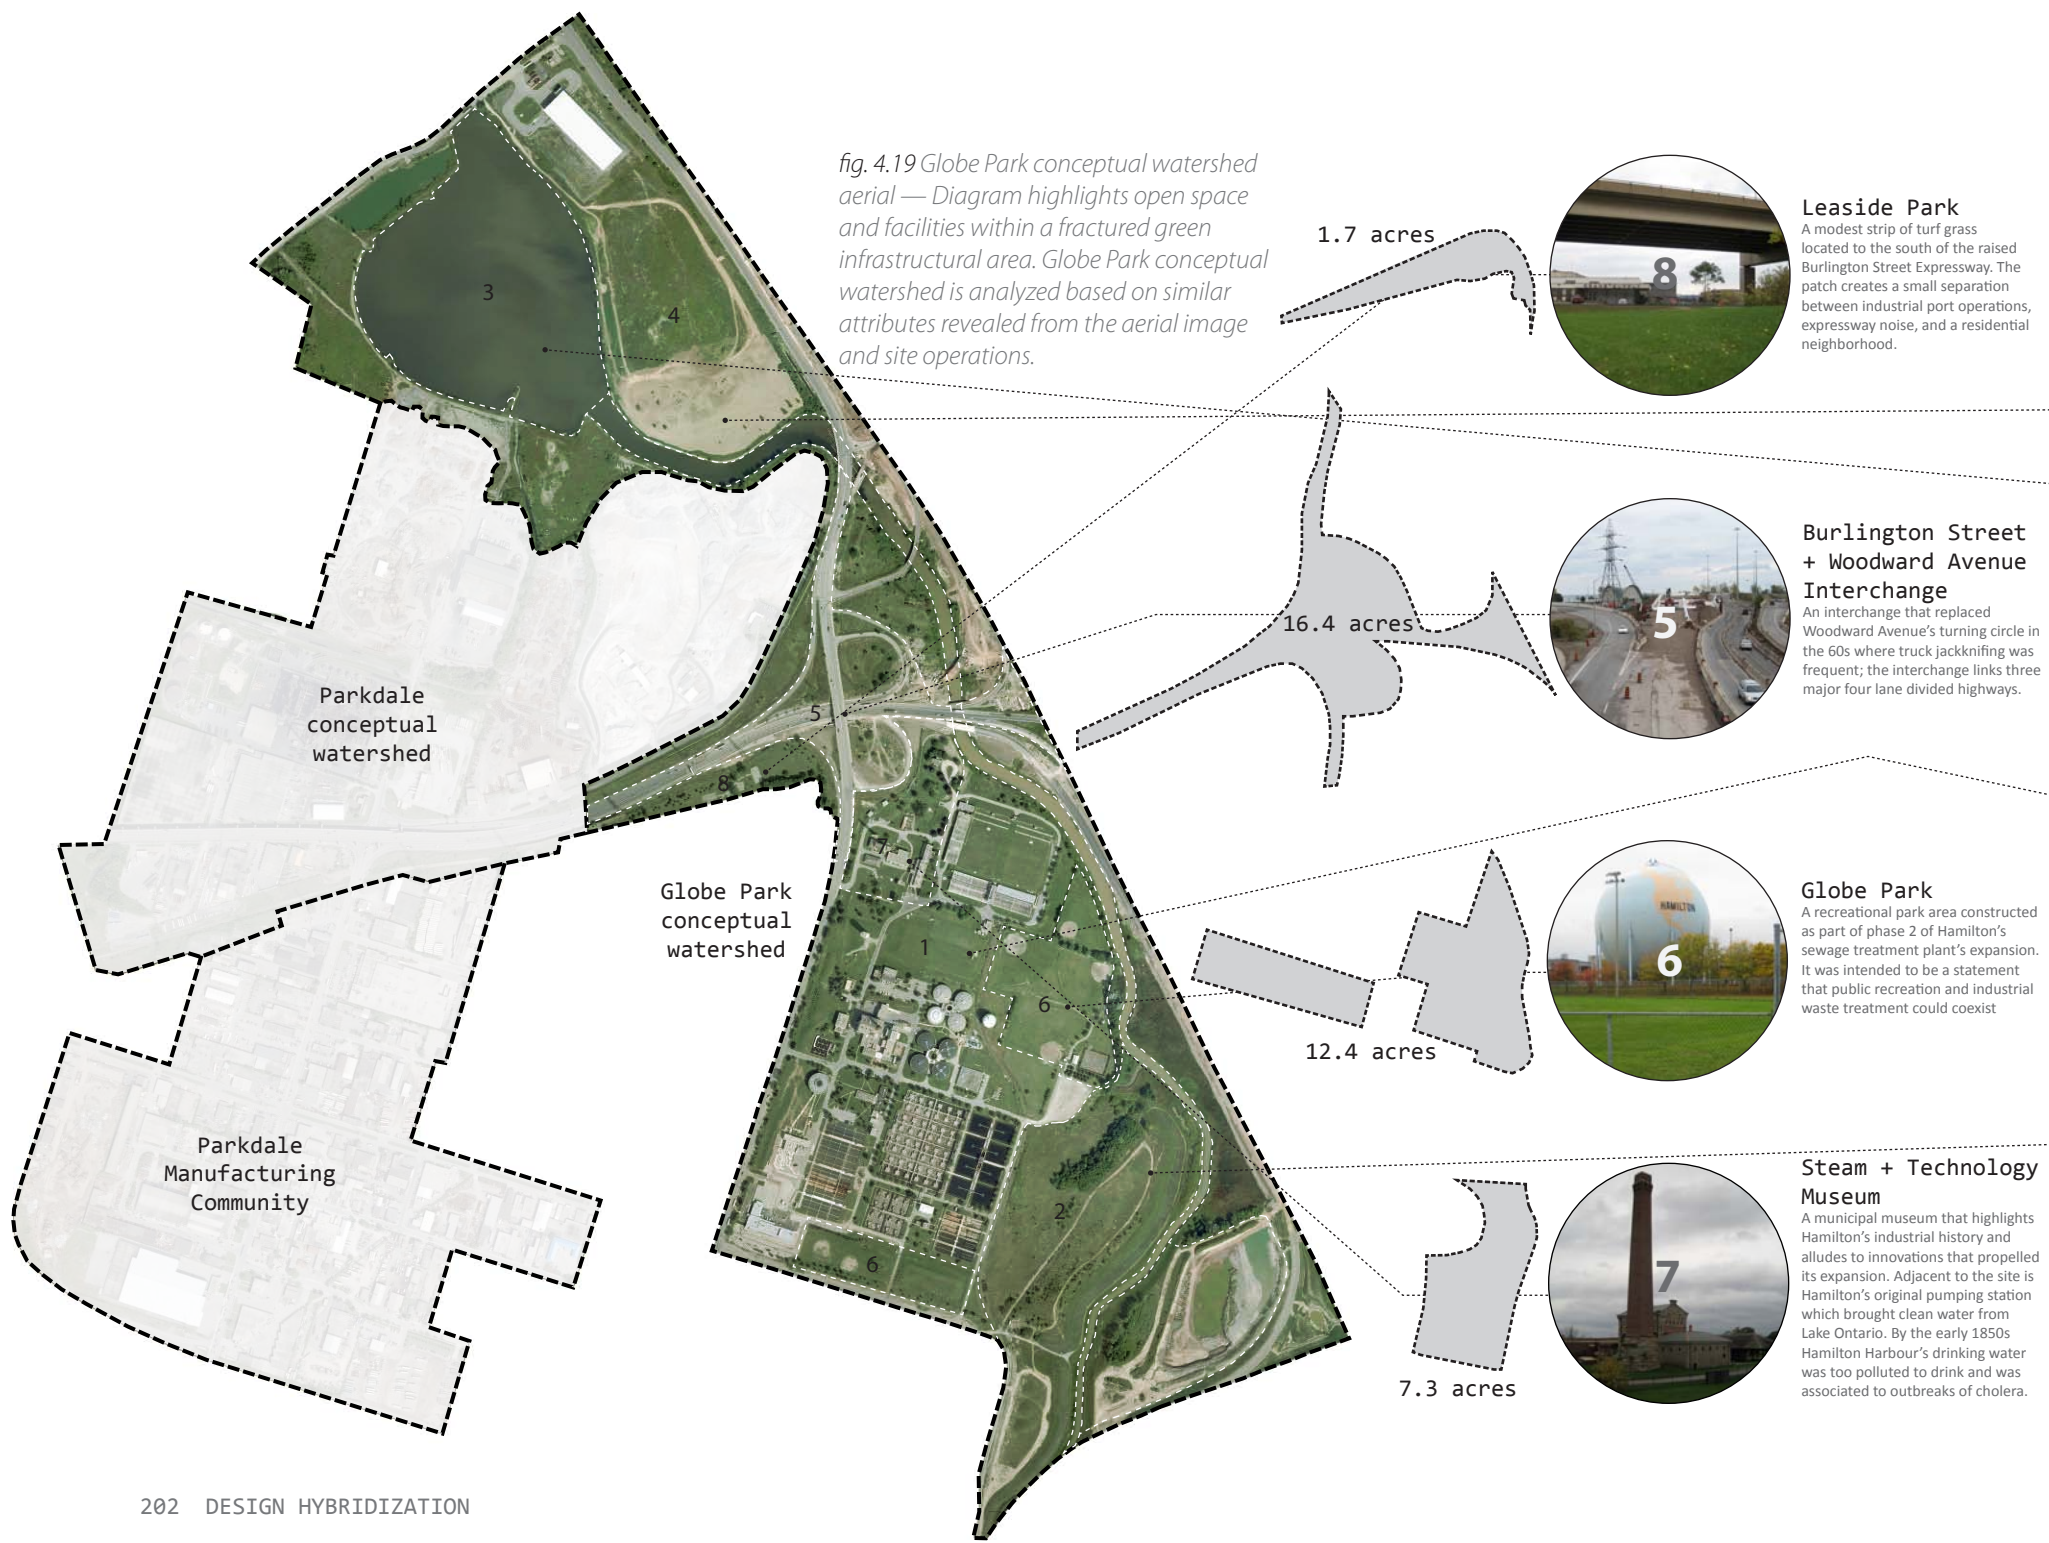 fig. 4.19 Globe Park conceptual watershed
aerial — Diagram highlights open space
and facilities within a fractured green
infrastructural area. Globe Park conceptual
watershed is analyzed based on similar
attributes revealed from the aerial image
and site operations.
3
4
5
8
1
6
2
6
Parkdale
conceptual
watershed
Globe Park
conceptual
watershed
Parkdale
Manufacturing
Community
1.7 acres
8
Leaside Park
A modest strip of turf grass
located to the south of the raised
Burlington Street Expressway. The
patch creates a small separation
between industrial port operations,
expressway noise, and a residential
neighborhood.
16.4 acres
5
Burlington Street
+ Woodward Avenue
Interchange
An interchange that replaced
Woodward Avenue's turning circle in
the 60s where truck jackknifing was
frequent; the interchange links three
major four lane divided highways.
12.4 acres
HAMILTON
6
Globe Park
A recreational park area constructed
as part of phase 2 of Hamilton's
sewage treatment plant's expansion.
It was intended to be a statement
that public recreation and industrial
waste treatment could coexist
7.3 acres
7
Steam + Technology
Museum
A municipal museum that highlights
Hamilton's industrial history and
alludes to innovations that propelled
its expansion. Adjacent to the site is
Hamilton's original pumping station
which brought clean water from
Lake Ontario. By the early 1850s
Hamilton Harbour's drinking water
was too polluted to drink and was
associated to outbreaks of cholera.
202 DESIGN HYBRIDIZATION